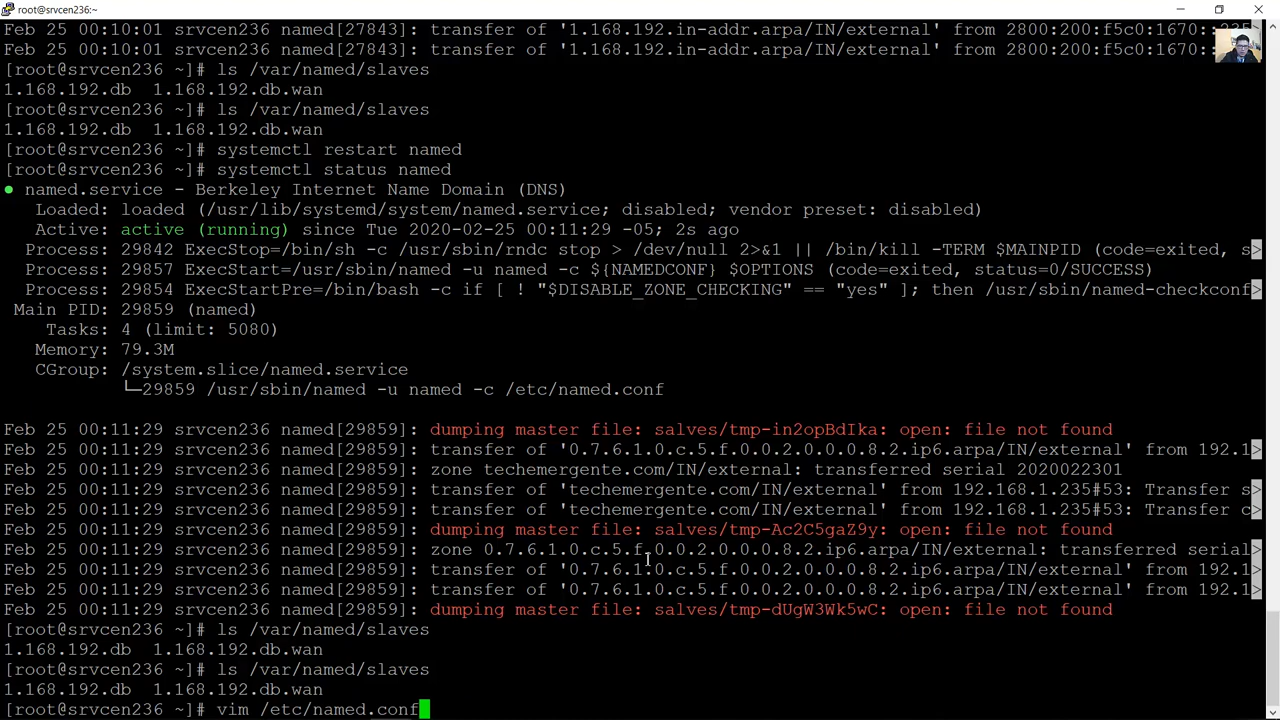 root@srvcen236:~
Feb 25 00:10:01 srvcen236 named[27843]: transfer of '1.168.192.in-addr.arpa/IN/external' from 2800:200:f5c0:1670::235
Feb 25 00:10:01 srvcen236 named[27843]: transfer of '1.168.192.in-addr.arpa/IN/external' from 2800:200:f5c0:1670::
[root@srvcen236 ~]# ls /var/named/slaves
1.168.192.db  1.168.192.db.wan
[root@srvcen236 ~]# ls /var/named/slaves
1.168.192.db  1.168.192.db.wan
[root@srvcen236 ~]# systemctl restart named
[root@srvcen236 ~]# systemctl status named
● named.service - Berkeley Internet Name Domain (DNS)
   Loaded: loaded (/usr/lib/systemd/system/named.service; disabled; vendor preset: disabled)
   Active: active (running) since Tue 2020-02-25 00:11:29 -05; 2s ago
  Process: 29842 ExecStop=/bin/sh -c /usr/sbin/rndc stop > /dev/null 2>&1 || /bin/kill -TERM $MAINPID (code=exited, s>
  Process: 29857 ExecStart=/usr/sbin/named -u named -c ${NAMEDCONF} $OPTIONS (code=exited, status=0/SUCCESS)
  Process: 29854 ExecStartPre=/bin/bash -c if [ ! "$DISABLE_ZONE_CHECKING" == "yes" ]; then /usr/sbin/named-checkconf>
 Main PID: 29859 (named)
    Tasks: 4 (limit: 5080)
   Memory: 79.3M
   CGroup: /system.slice/named.service
           └─29859 /usr/sbin/named -u named -c /etc/named.conf
Feb 25 00:11:29 srvcen236 named[29859]: dumping master file: salves/tmp-in2opBdIka: open: file not found
Feb 25 00:11:29 srvcen236 named[29859]: transfer of '0.7.6.1.0.c.5.f.0.0.2.0.0.0.8.2.ip6.arpa/IN/external' from 192.1>
Feb 25 00:11:29 srvcen236 named[29859]: zone techemergente.com/IN/external: transferred serial 2020022301
Feb 25 00:11:29 srvcen236 named[29859]: transfer of 'techemergente.com/IN/external' from 192.168.1.235#53: Transfer s>
Feb 25 00:11:29 srvcen236 named[29859]: transfer of 'techemergente.com/IN/external' from 192.168.1.235#53: Transfer c>
Feb 25 00:11:29 srvcen236 named[29859]: dumping master file: salves/tmp-Ac2C5gaZ9y: open: file not found
Feb 25 00:11:29 srvcen236 named[29859]: zone 0.7.6.1.0.c.5.f.0.0.2.0.0.0.8.2.ip6.arpa/IN/external: transferred serial>
Feb 25 00:11:29 srvcen236 named[29859]: transfer of '0.7.6.1.0.c.5.f.0.0.2.0.0.0.8.2.ip6.arpa/IN/external' from 192.1>
Feb 25 00:11:29 srvcen236 named[29859]: transfer of '0.7.6.1.0.c.5.f.0.0.2.0.0.0.8.2.ip6.arpa/IN/external' from 192.1>
Feb 25 00:11:29 srvcen236 named[29859]: dumping master file: salves/tmp-dUgW3Wk5wC: open: file not found
[root@srvcen236 ~]# ls /var/named/slaves
1.168.192.db  1.168.192.db.wan
[root@srvcen236 ~]# ls /var/named/slaves
1.168.192.db  1.168.192.db.wan
[root@srvcen236 ~]# vim /etc/named.conf